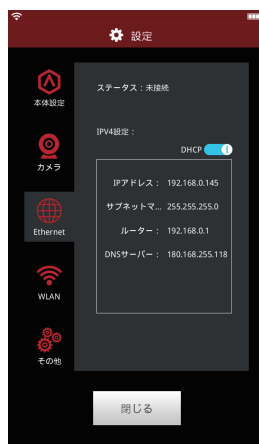 設定
本体設定
カメラ
Ethernet
WLAN
その他
ステータス：未接続
IPV4設定：
DHCP
IPアドレス： 192.168.0.145
サブネットマ... 255.255.255.0
ルーター： 192.168.0.1
DNSサーバー： 180.168.255.118
閉じる